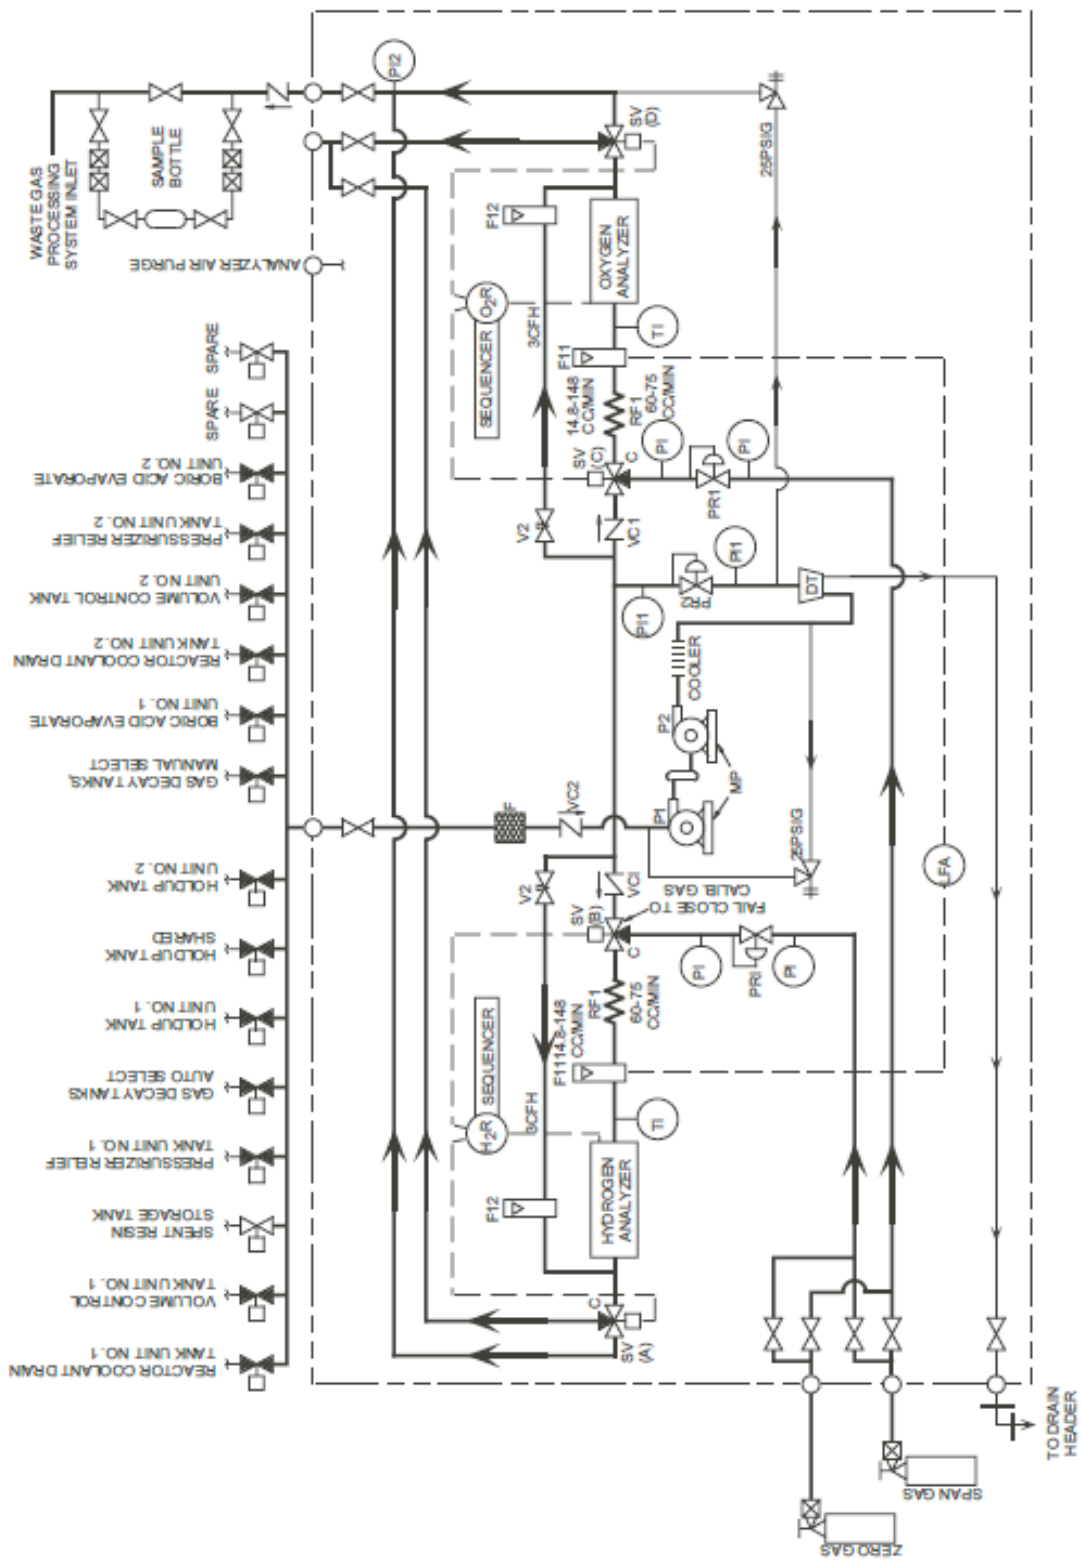 WASTE GAS
PROCESSING
SYSTEM INLET
SAMPLE
BOTTLE
PI2
ANALYZER AIR PURGE
SV
(D)
25PSIG
F12
OXYGEN
ANALYZER
O2R
SEQUENCER
3CFH
TI
F11
14.8-148
CC/MIN
RF1
60-75
CC/MIN
SPARE
SPARE
BORIC ACID EVAPORATE
UNIT NO. 2
PRESSURIZER RELIEF
TANK UNIT NO. 2
VOLUME CONTROL TANK
UNIT NO. 2
REACTOR COOLANT DRAIN
TANK UNIT NO. 2
BORIC ACID EVAPORATE
UNIT NO. 1
GAS DECAY TANKS,
MANUAL SELECT
HOLDUP TANK
UNIT NO. 2
HOLDUP TANK
SHARED
HOLDUP TANK
UNIT NO. 1
GAS DECAY TANKS
AUTO SELECT
PRESSURIZER RELIEF
TANK UNIT NO. 1
SPENT RESIN
STORAGE TANK
VOLUME CONTROL
TANK UNIT NO. 1
REACTOR COOLANT DRAIN
TANK UNIT NO. 1
SV
(C)
C
PI
PI
PR1
V2
VC1
PI1
PR2
PI1
DT
COOLER
P2
P1
MP
F
VC2
25PSIG
V2
VCI
SV
(B)
C
FAIL CLOSE TO
CALIB. GAS
PI
PRI
PI
LFA
RF1
60-75
CC/MIN
F1114.8-148
CC/MIN
SEQUENCER
H2R
3CFH
TI
F12
HYDROGEN
ANALYZER
C
SV
(A)
TO DRAIN
HEADER
SPAN GAS
ZERO GAS